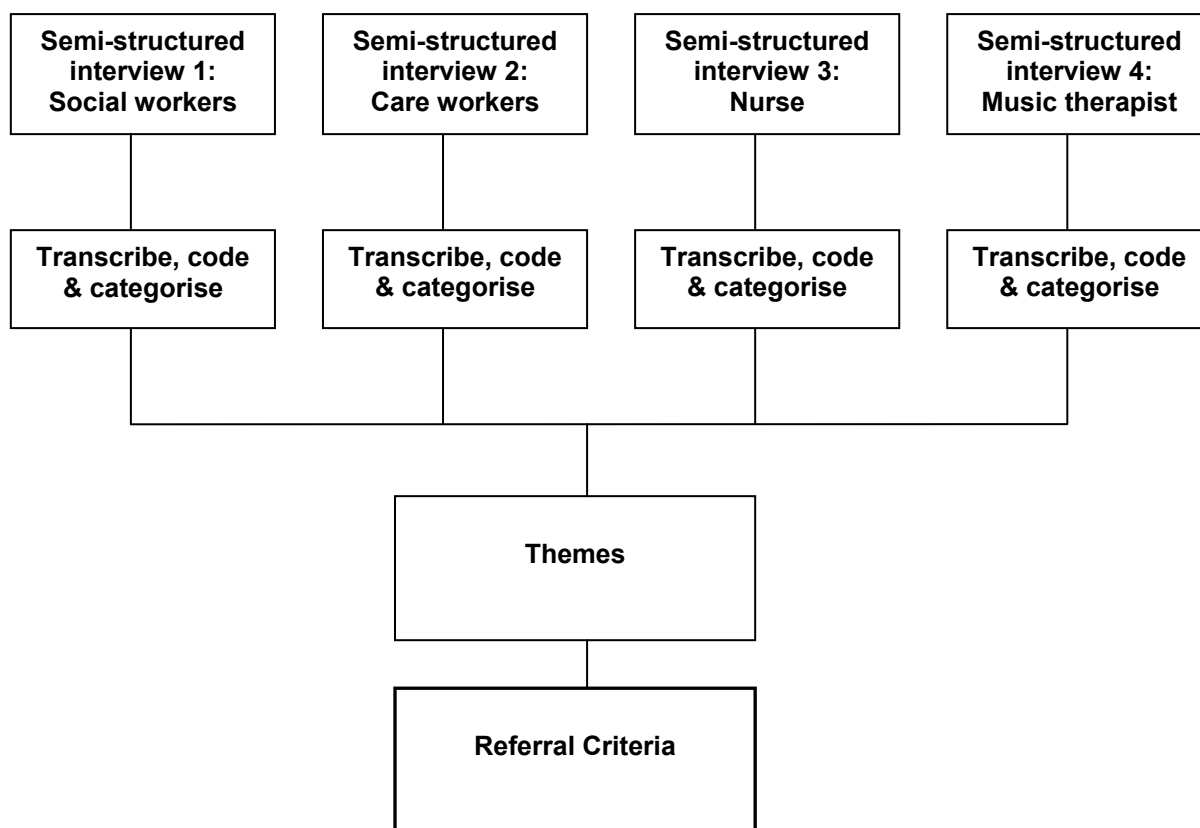 Semi-structured
interview 1:
Social workers
Semi-structured
interview 2:
Care workers
Semi-structured
interview 3:
Nurse
Semi-structured
interview 4:
Music therapist
Transcribe, code
& categorise
Transcribe, code
& categorise
Transcribe, code
& categorise
Transcribe, code
& categorise
Themes
Referral Criteria